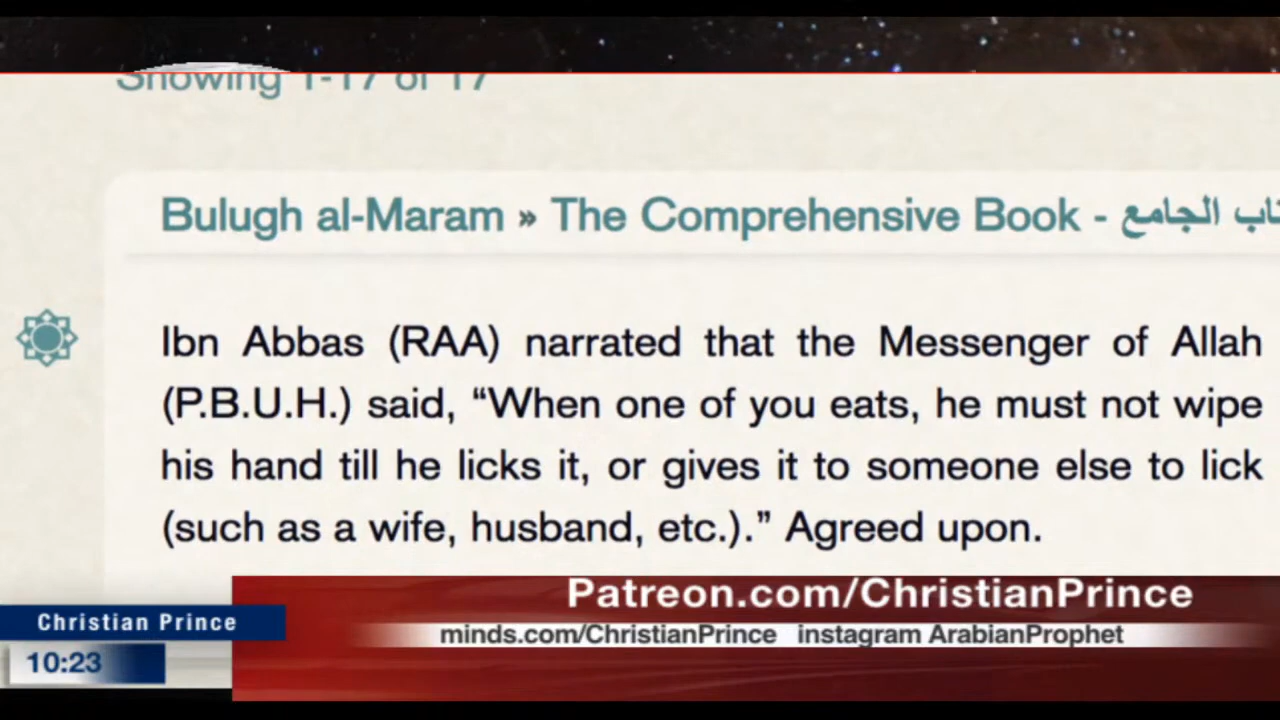 Showing 1-17 of 17
Bulugh al-Maram » The Comprehensive Book - الجامع
Ibn Abbas (RAA) narrated that the Messenger of Allah
(P.B.U.H.) said, “When one of you eats, he must not wipe
his hand till he licks it, or gives it to someone else to lick
(such as a wife, husband, etc.).” Agreed upon.
Patreon.com/ChristianPrince
Christian Prince
minds.com/ChristianPrince instagram ArabianProphet
10:23